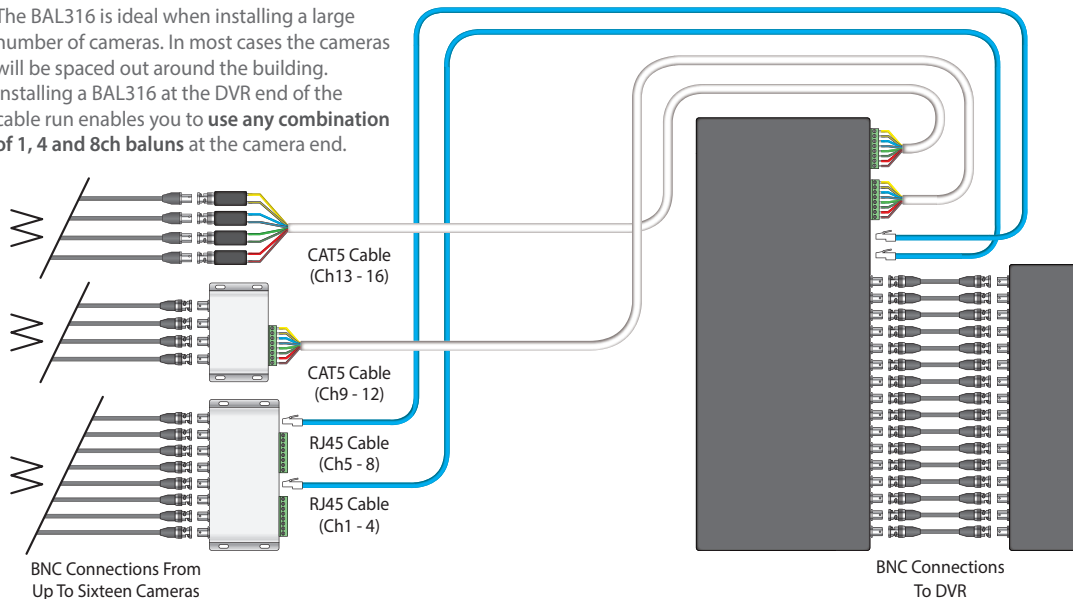 The BAL316 is ideal when installing a large
number of cameras. In most cases the cameras
will be spaced out around the building.
Installing a BAL316 at the DVR end of the
cable run enables you to use any combination
of 1, 4 and 8ch baluns at the camera end.
CAT5 Cable
(Ch13 - 16)
CAT5 Cable
(Ch9 - 12)
RJ45 Cable
(Ch5 - 8)
RJ45 Cable
(Ch1 - 4)
BNC Connections From
Up To Sixteen Cameras
BNC Connections
To DVR